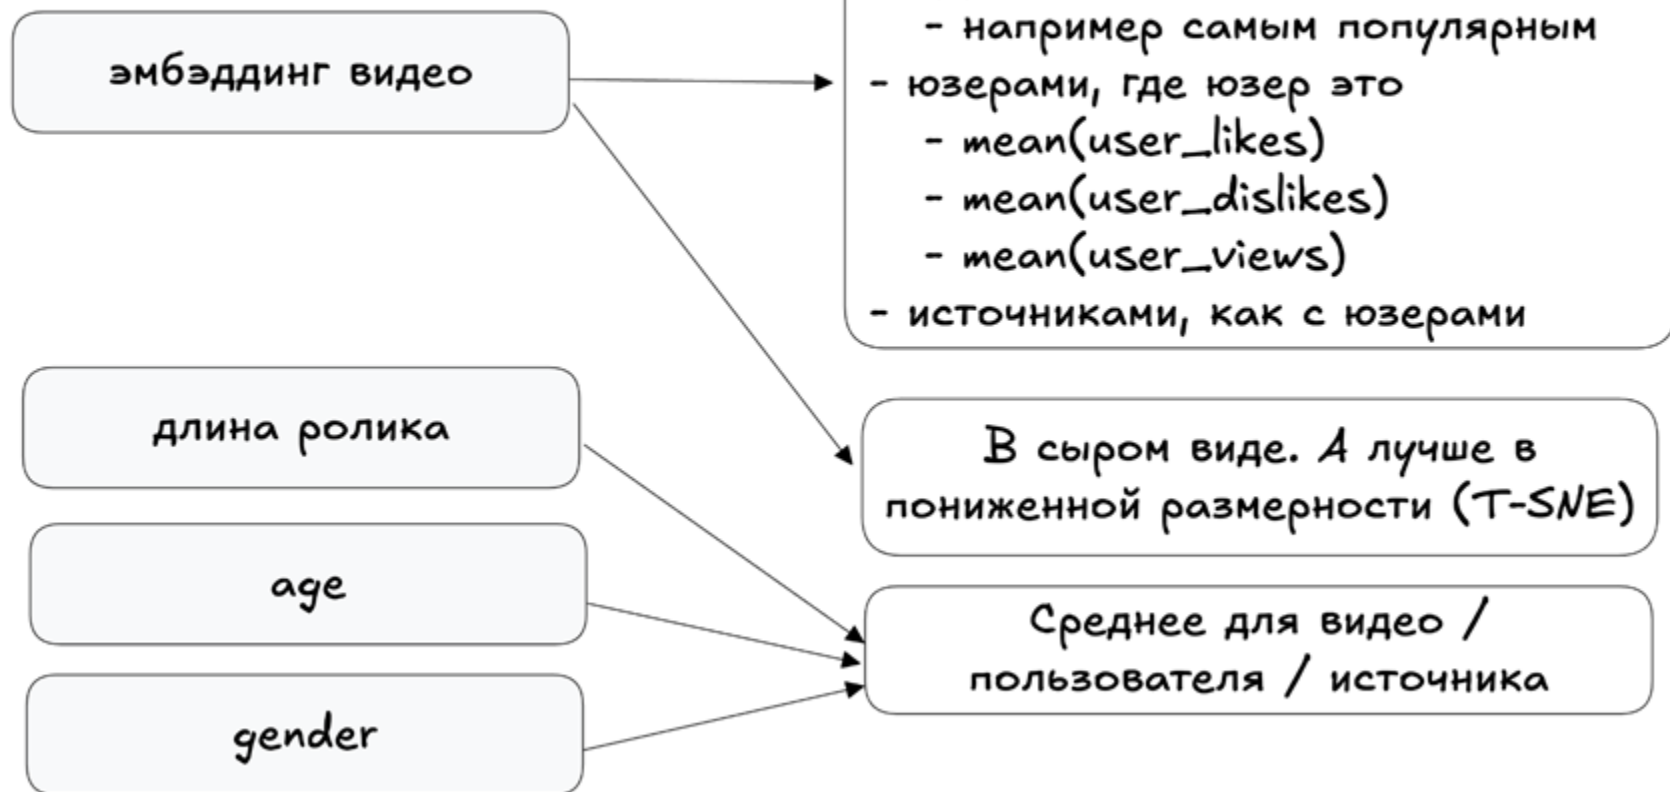 эмбэддинг видео
- например самым популярным
- юзерами, где юзер это
- mean(user_likes)
- mean(user_dislikes)
- mean(user_views)
- источниками, как с юзерами
длина ролика
В сыром виде. А лучше в
пониженной размерности (T-SNE)
age
Среднее для видео /
пользователя / источника
gender